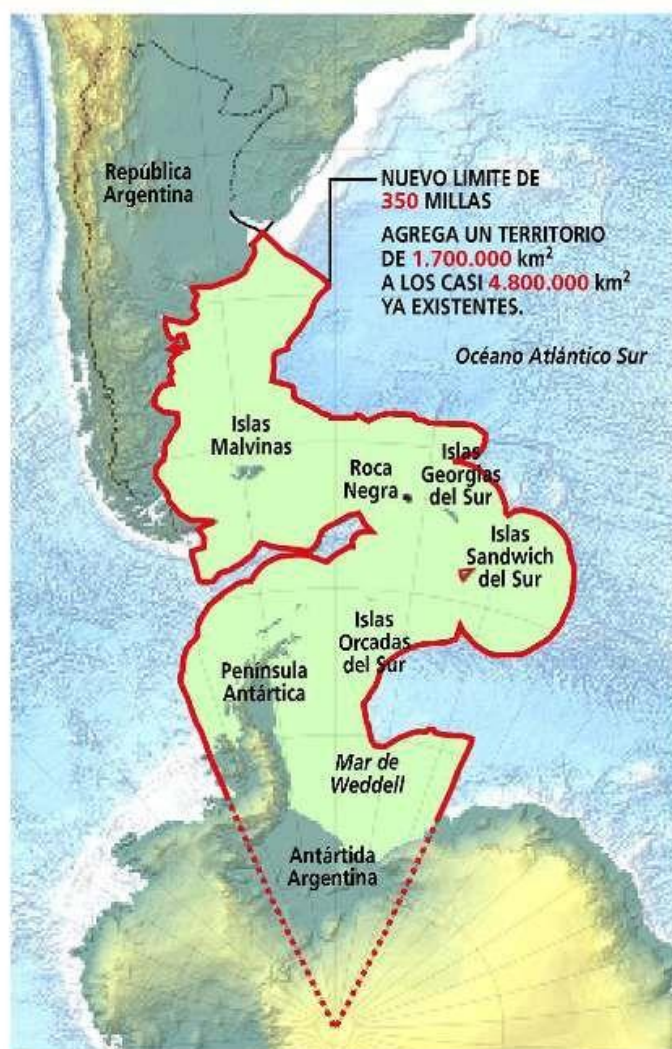 República
Argentina
NUEVO LIMITE DE
350 MILLAS
AGREGA UN TERRITORIO
DE 1.700.000 km²
A LOS CASI 4.800.000 km²
YA EXISTENTES.
Océano Atlántico Sur
Islas
Malvinas
Roca
Negra
Islas
Georgias
del Sur
Islas
Sandwich
del Sur
Islas
Orcadas
del Sur
Península
Antártica
Mar de
Weddell
Antártida
Argentina